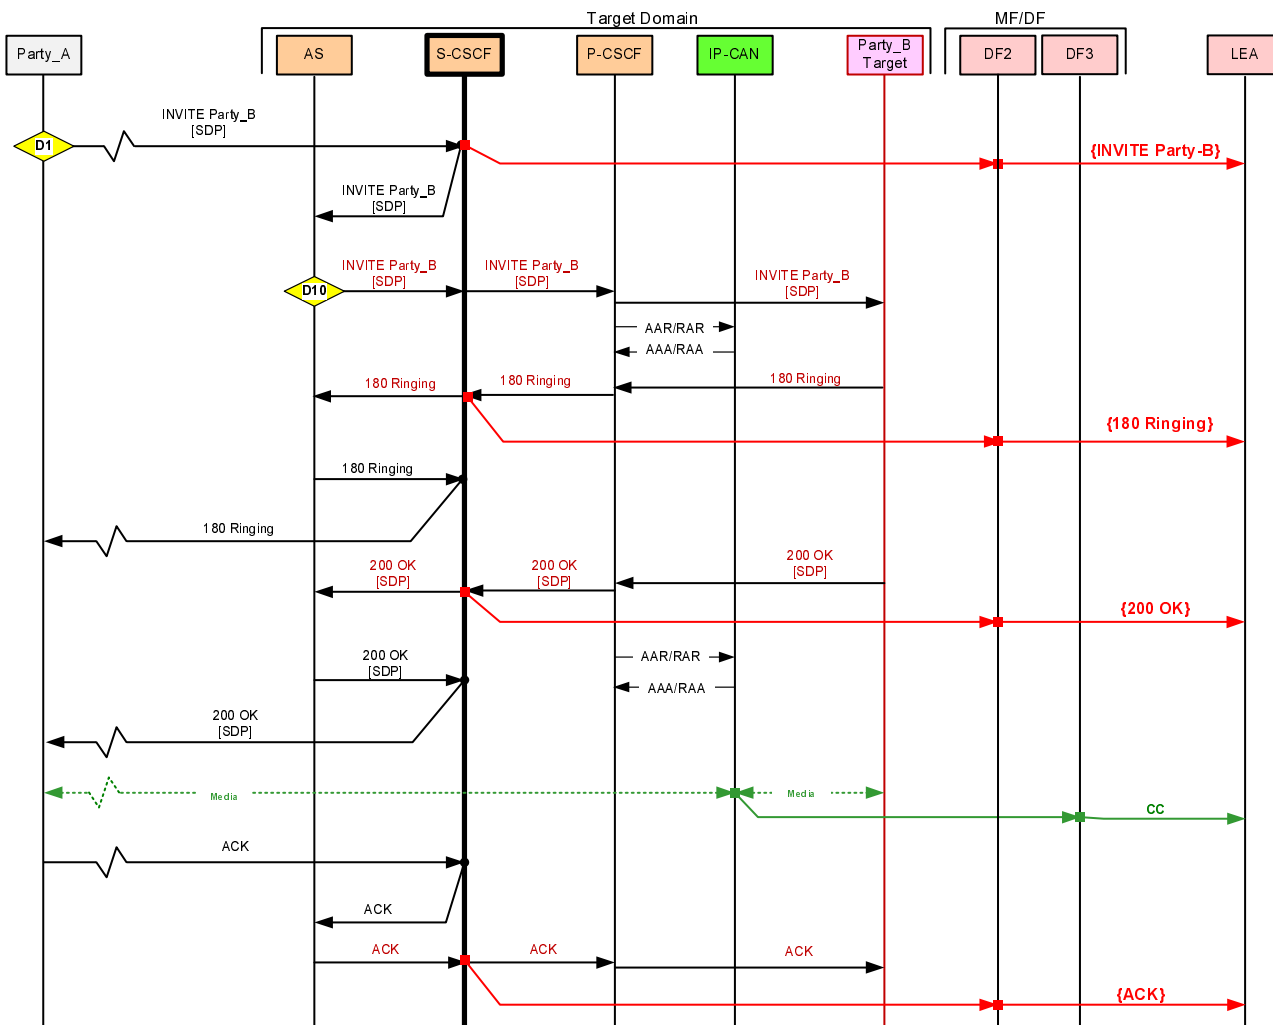 Target Domain
MF/DF
Party_A
AS
S-CSCF
P-CSCF
IP-CAN
Party_B
Target
DF2
DF3
LEA
INVITE Party_B
[SDP]
D1
{INVITE Party-B}
INVITE Party_B
[SDP]
D10
INVITE Party_B
[SDP]
INVITE Party_B
[SDP]
INVITE Party_B
[SDP]
AAR/RAR
AAA/RAA
180 Ringing
180 Ringing
180 Ringing
{180 Ringing}
180 Ringing
180 Ringing
200 OK
[SDP]
200 OK
[SDP]
200 OK
[SDP]
{200 OK}
200 OK
[SDP]
AAR/RAR
AAA/RAA
200 OK
[SDP]
Media
Media
CC
ACK
ACK
ACK
ACK
ACK
{ACK}